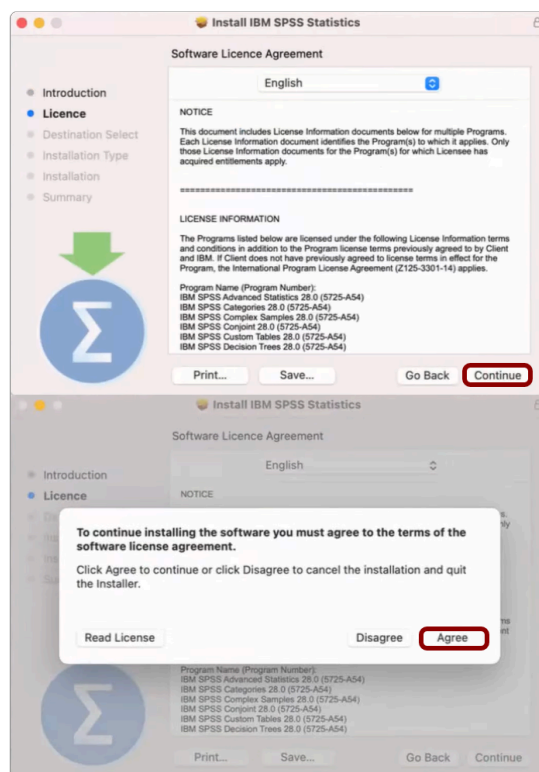 Install IBM SPSS Statistics
Software Licence Agreement
English
Introduction
Licence
Destination Select
Installation Type
Installation
Summary
NOTICE
This document includes License Information documents below for multiple Programs.
Each License Information document identifies the Program(s) to which it applies. Only
those License Information documents for the Program(s) for which Licensee has
acquired entitlements apply.
==============================================
LICENSE INFORMATION
The Programs listed below are licensed under the following License Information terms
and conditions in addition to the Program license terms previously agreed to by Client
and IBM. If Client does not have previously agreed to license terms in effect for the
Program, the International Program License Agreement (Z125-3301-14) applies.
Program Name (Program Number):
IBM SPSS Advanced Statistics 28.0 (5725-A54)
IBM SPSS Categories 28.0 (5725-A54)
IBM SPSS Complex Samples 28.0 (5725-A54)
IBM SPSS Conjoint 28.0 (5725-A54)
IBM SPSS Custom Tables 28.0 (5725-A54)
IBM SPSS Decision Trees 28.0 (5725-A54)
Σ
Print... Save... Go Back Continue
Install IBM SPSS Statistics
Software Licence Agreement
English
Introduction
Licence
NOTICE
To continue installing the software you must agree to the terms of the
software license agreement.
Click Agree to continue or click Disagree to cancel the installation and quit
the Installer.
Read License Disagree Agree
Program Name (Program Number):
IBM SPSS Advanced Statistics 28.0 (5725-A54)
IBM SPSS Categories 28.0 (5725-A54)
IBM SPSS Complex Samples 28.0 (5725-A54)
IBM SPSS Conjoint 28.0 (5725-A54)
IBM SPSS Custom Tables 28.0 (5725-A54)
IBM SPSS Decision Trees 28.0 (5725-A54)
Σ
Print... Save... Go Back Continue